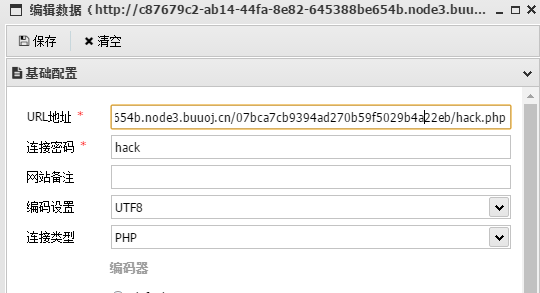 编辑数据（http://c87679c2-ab14-44fa-8e82-645388be654b.node3.buu...
保存 清空
基础配置
URL地址 * 654b.node3.buuoj.cn/07bca7cb9394ad270b59f5029b4a22eb/hack.php
连接密码 * hack
网站备注
编码设置 UTF8
连接类型 PHP
编码器